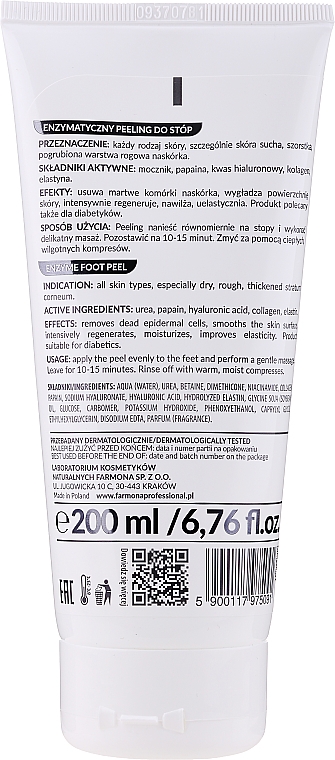 09370781
ENZYMATYCZNY PEELING DO STÓP
PRZEZNACZENIE: każdy rodzaj skóry, szczególnie skóra sucha, szorstka,
pogrubiona warstwa rogowa naskórka.
SKŁADNIKI AKTYWNE: mocznik, papaina, kwas hialuronowy, kolagen,
elastyna.
EFEKTY: usuwa martwe komórki naskórka, wygładza powierzchnię
skóry, intensywnie regeneruje, nawilża, uelastycznia. Produkt polecany
także dla diabetyków.
SPOSÓB UŻYCIA: Peeling nanieść równomiernie na stopy i wykonać
delikatny masaż. Pozostawić na 10-15 minut. Zmyć za pomocą ciepłych
wilgotnych kompresów.
ENZYME FOOT PEEL
INDICATION: all skin types, especially dry, rough, thickened stratum
corneum.
ACTIVE INGREDIENTS: urea, papain, hyaluronic acid, collagen, elastin.
EFFECTS: removes dead epidermal cells, smooths the skin surface,
intensively regenerates, moisturizes, improves elasticity. Product
suitable for diabetics.
USAGE: apply the peel evenly to the feet and perform a gentle massage.
Leave for 10-15 minutes. Rinse off with warm, moist compresses.
SKŁADNIKI/INGREDIENTS: AQUA (WATER), UREA, BETAINE, DIMETHICONE, NIACINAMIDE, COLLAGEN,
PAPAIN, SODIUM HYALURONATE, HYALURONIC ACID, HYDROLYZED ELASTIN, GLYCINE SOJA (SOYBEAN)
OIL, GLUCOSE, CARBOMER, POTASSIUM HYDROXIDE, PHENOXYETHANOL, CAPRYLIC GLYC
ETHYLHEXYLGLYCERIN, DISODIUM EDTA, PARFUM (FRAGRANCE).
PRZEBADANY DERMATOLOGICZNIE/DERMATOLOGICALLY TESTED
NAJLEPIEJ ZUŻYĆ PRZED KOŃCEM: data i numer partii na opakowaniu
BEST USED BEFORE THE END OF: date and batch number on the package
LABORATORIUM KOSMETYKÓW
NATURALNYCH FARMONA SP. Z O.O.
UL. JUGOWICKA 10 C, 30-443 KRAKÓW
Made in Poland www.farmonaprofessional.pl
e 200 ml / 6,76 fl.oz
EAC
Dowiedz się więcej
5 900117 975091